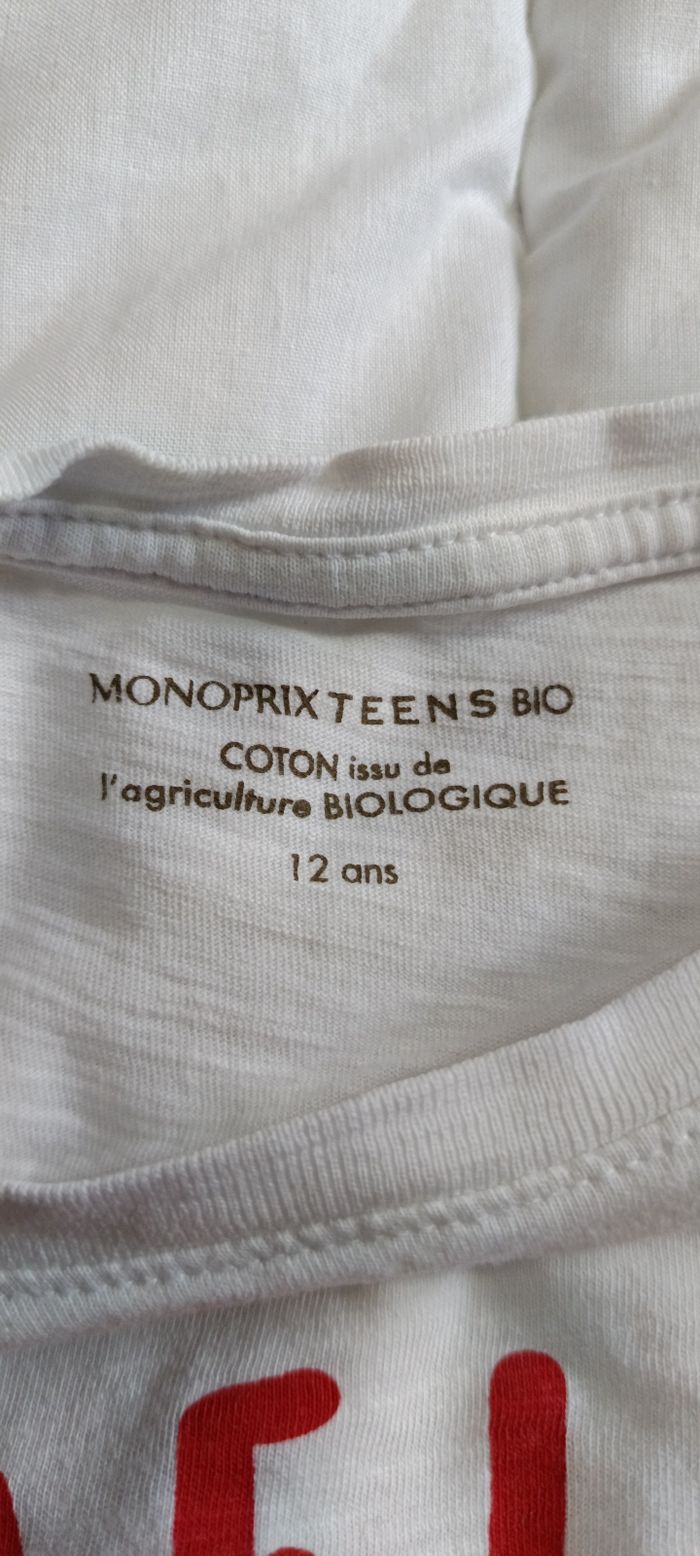 MONOPRIX TEENS BIO
COTON issu de
l'agriculture BIOLOGIQUE
12 ans